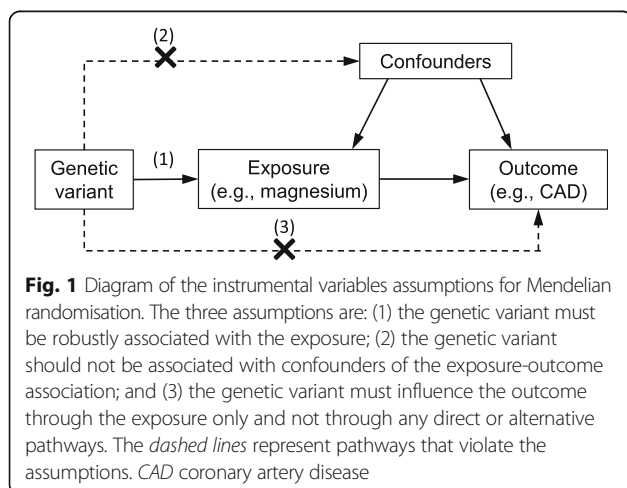 (2)
Confounders
(1)
Genetic
variant
Exposure
(e.g., magnesium)
Outcome
(e.g., CAD)
(3)
Fig. 1 Diagram of the instrumental variables assumptions for Mendelian
randomisation. The three assumptions are: (1) the genetic variant must
be robustly associated with the exposure; (2) the genetic variant
should not be associated with confounders of the exposure-outcome
association; and (3) the genetic variant must influence the outcome
through the exposure only and not through any direct or alternative
pathways. The dashed lines represent pathways that violate the
assumptions. CAD coronary artery disease